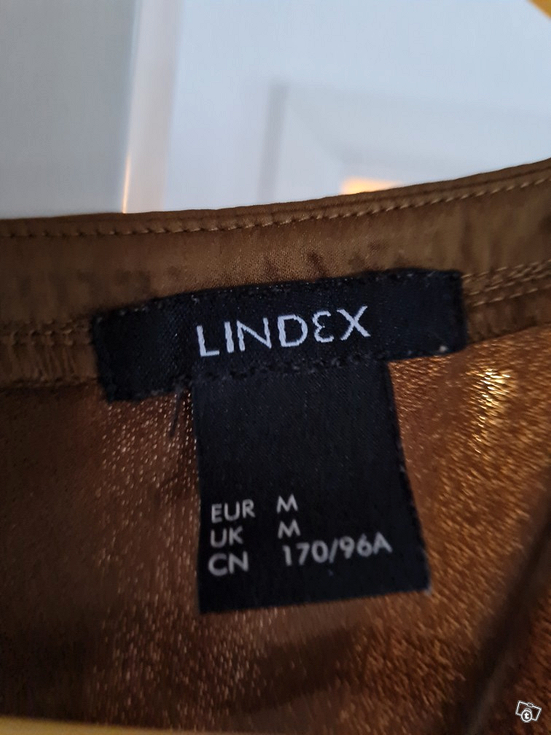 LINDEX
EUR M
UK M
CN 170/96A